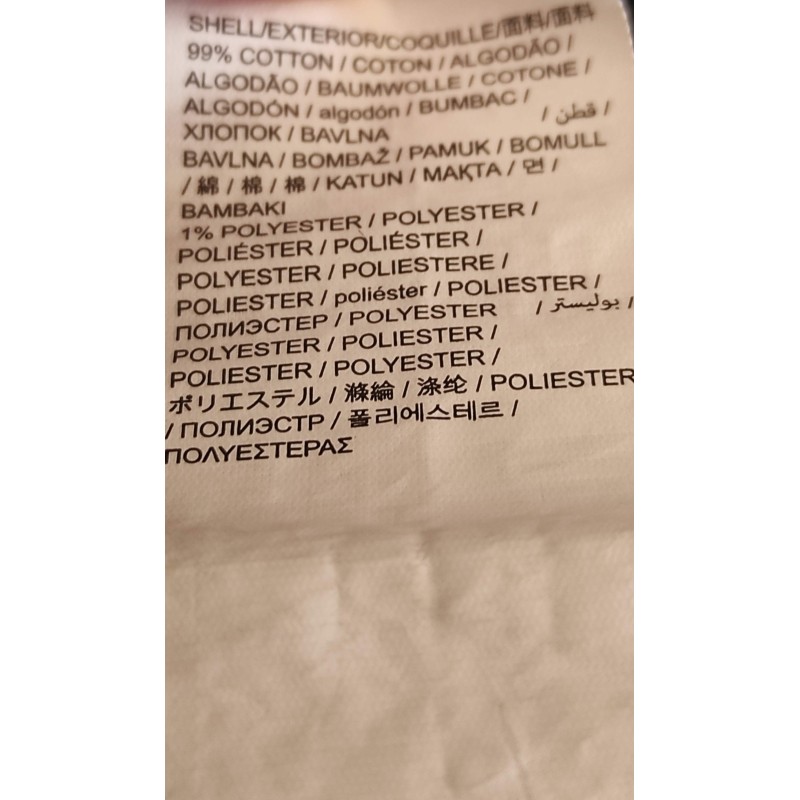 SHELL/EXTERIOR/COQUILLE/面料/面料
99% COTTON / COTON / ALGODÃO /
ALGODÃO / BAUMWOLLE / COTONE /
ALGODÓN / algodón / BUMBAC /
ХЛОПОК / BAVLNA / قطن /
BAVLNA / BOMBAŽ / PAMUK / BOMULL
/ 綿 / 棉 / 棉 / KATUN / МАҚТА / 면 /
BAMBAKI
1% POLYESTER / POLYESTER /
POLIÉSTER / POLIÉSTER /
POLYESTER / POLIESTERE /
POLIESTER / poliéster / POLIESTER /
ПОЛИЭСТЕР / POLYESTER / بوليستر /
POLYESTER / POLIESTER /
POLIESTER / POLYESTER /
ポリエステル / 滌綸 / 涤纶 / POLIESTER
/ ПОЛИЭСТР / 폴리에스테르 /
ΠΟΛΥΕΣΤΕΡΑΣ